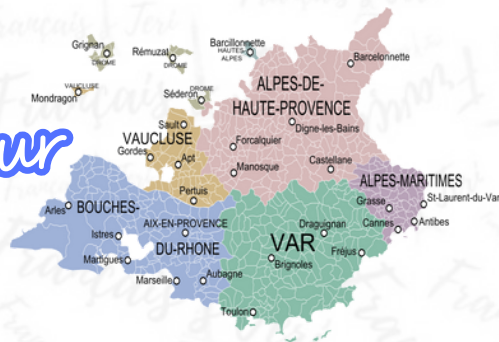 Grignan
DROME
Rémuzat
DROME
Barcillonnette
HAUTES
ALPES
Barcelonnette
VAUCLUSE
Mondragon
DROME
Séderon
ALPES-DE-
HAUTE-PROVENCE
Digne-les-Bains
Sault
VAUCLUSE
Gordes
Apt
Forcalquier
Manosque
Castellane
ur
Pertuis
ALPES-MARITIMES
Grasse
St-Laurent-du-Var
Cannes
Antibes
Arles
BOUCHES-
DU-RHONE
AIX-EN-PROVENCE
Istres
Martigues
Marseille
Aubagne
VAR
Draguignan
Fréjus
Brignoles
Toulon